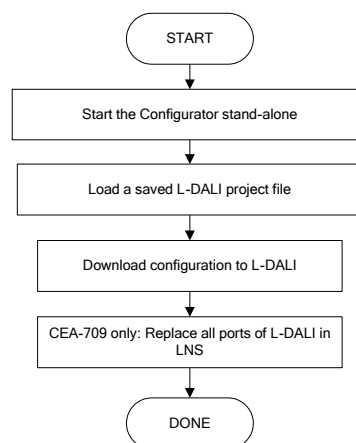 START
Start the Configurator stand-alone
Load a saved L-DALI project file
Download configuration to L-DALI
CEA-709 only: Replace all ports of L-DALI in
LNS
DONE